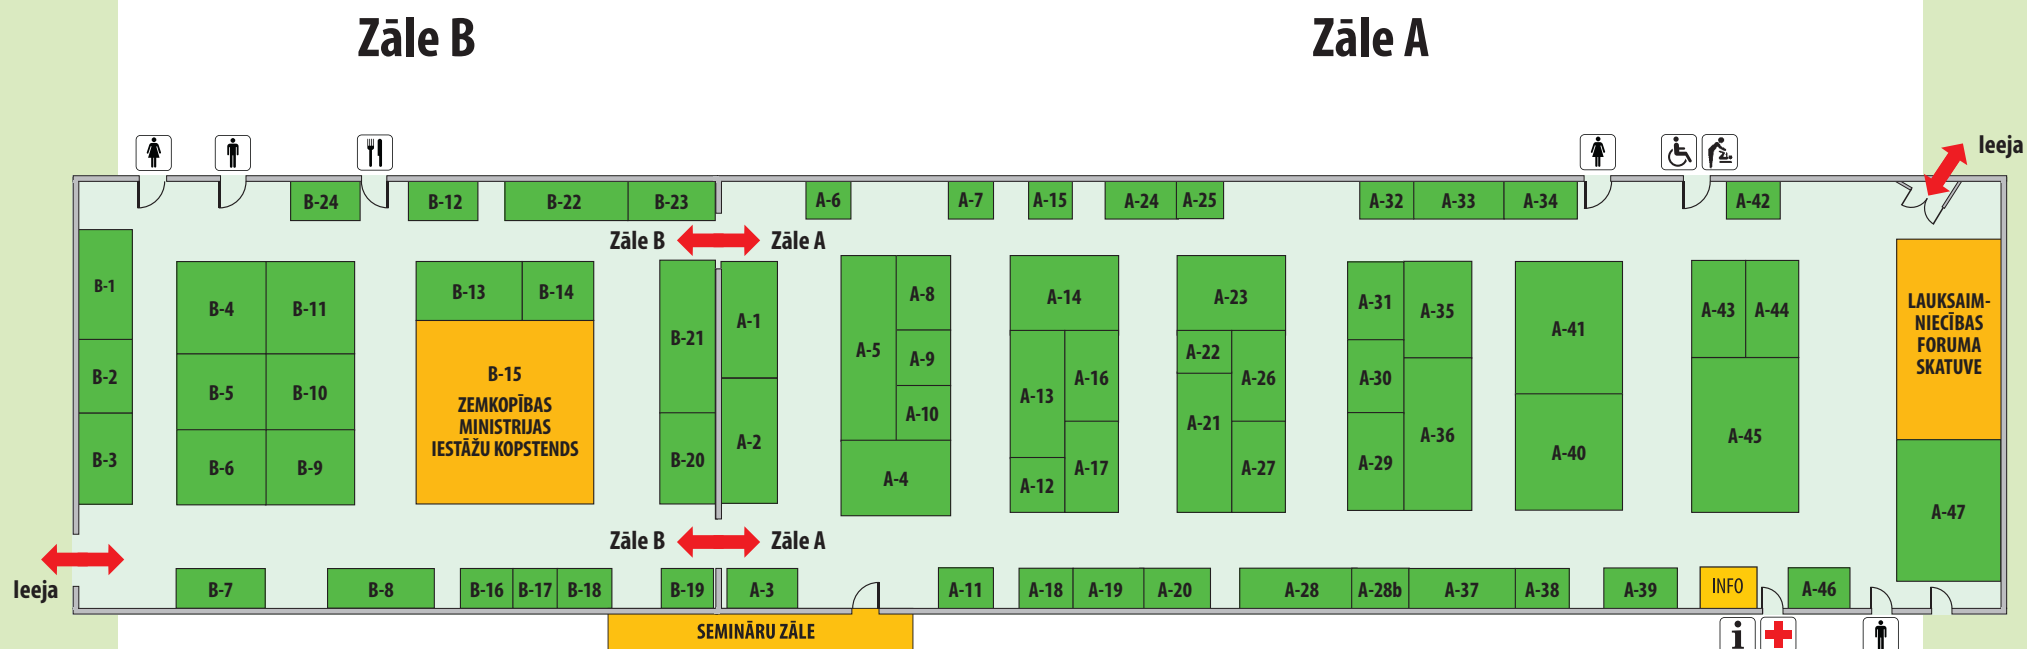 Zāle B
Zāle A
Ieeja
B-24
B-12
B-22
B-23
A-6
A-7
A-15
A-24
A-25
A-32
A-33
A-34
A-42
Zāle B
Zāle A
B-1
B-2
B-3
B-4
B-11
B-5
B-10
B-6
B-9
B-13
B-14
B-15
ZEMKOPĪBAS
MINISTRIJAS
IESTĀŽU KOPSTENDS
B-21
B-20
A-1
A-2
A-5
A-8
A-9
A-10
A-4
A-14
A-13
A-16
A-12
A-17
A-23
A-22
A-26
A-21
A-27
A-31
A-35
A-30
A-36
A-29
A-41
A-40
A-43
A-44
A-45
LAUKSAIM-
NIECĪBAS
FORUMA
SKATUVE
A-47
Zāle B
Zāle A
Ieeja
B-7
B-8
B-16
B-17
B-18
B-19
A-3
A-11
A-18
A-19
A-20
A-28
A-28b
A-37
A-38
A-39
INFO
A-46
SEMINĀRU ZĀLE
i